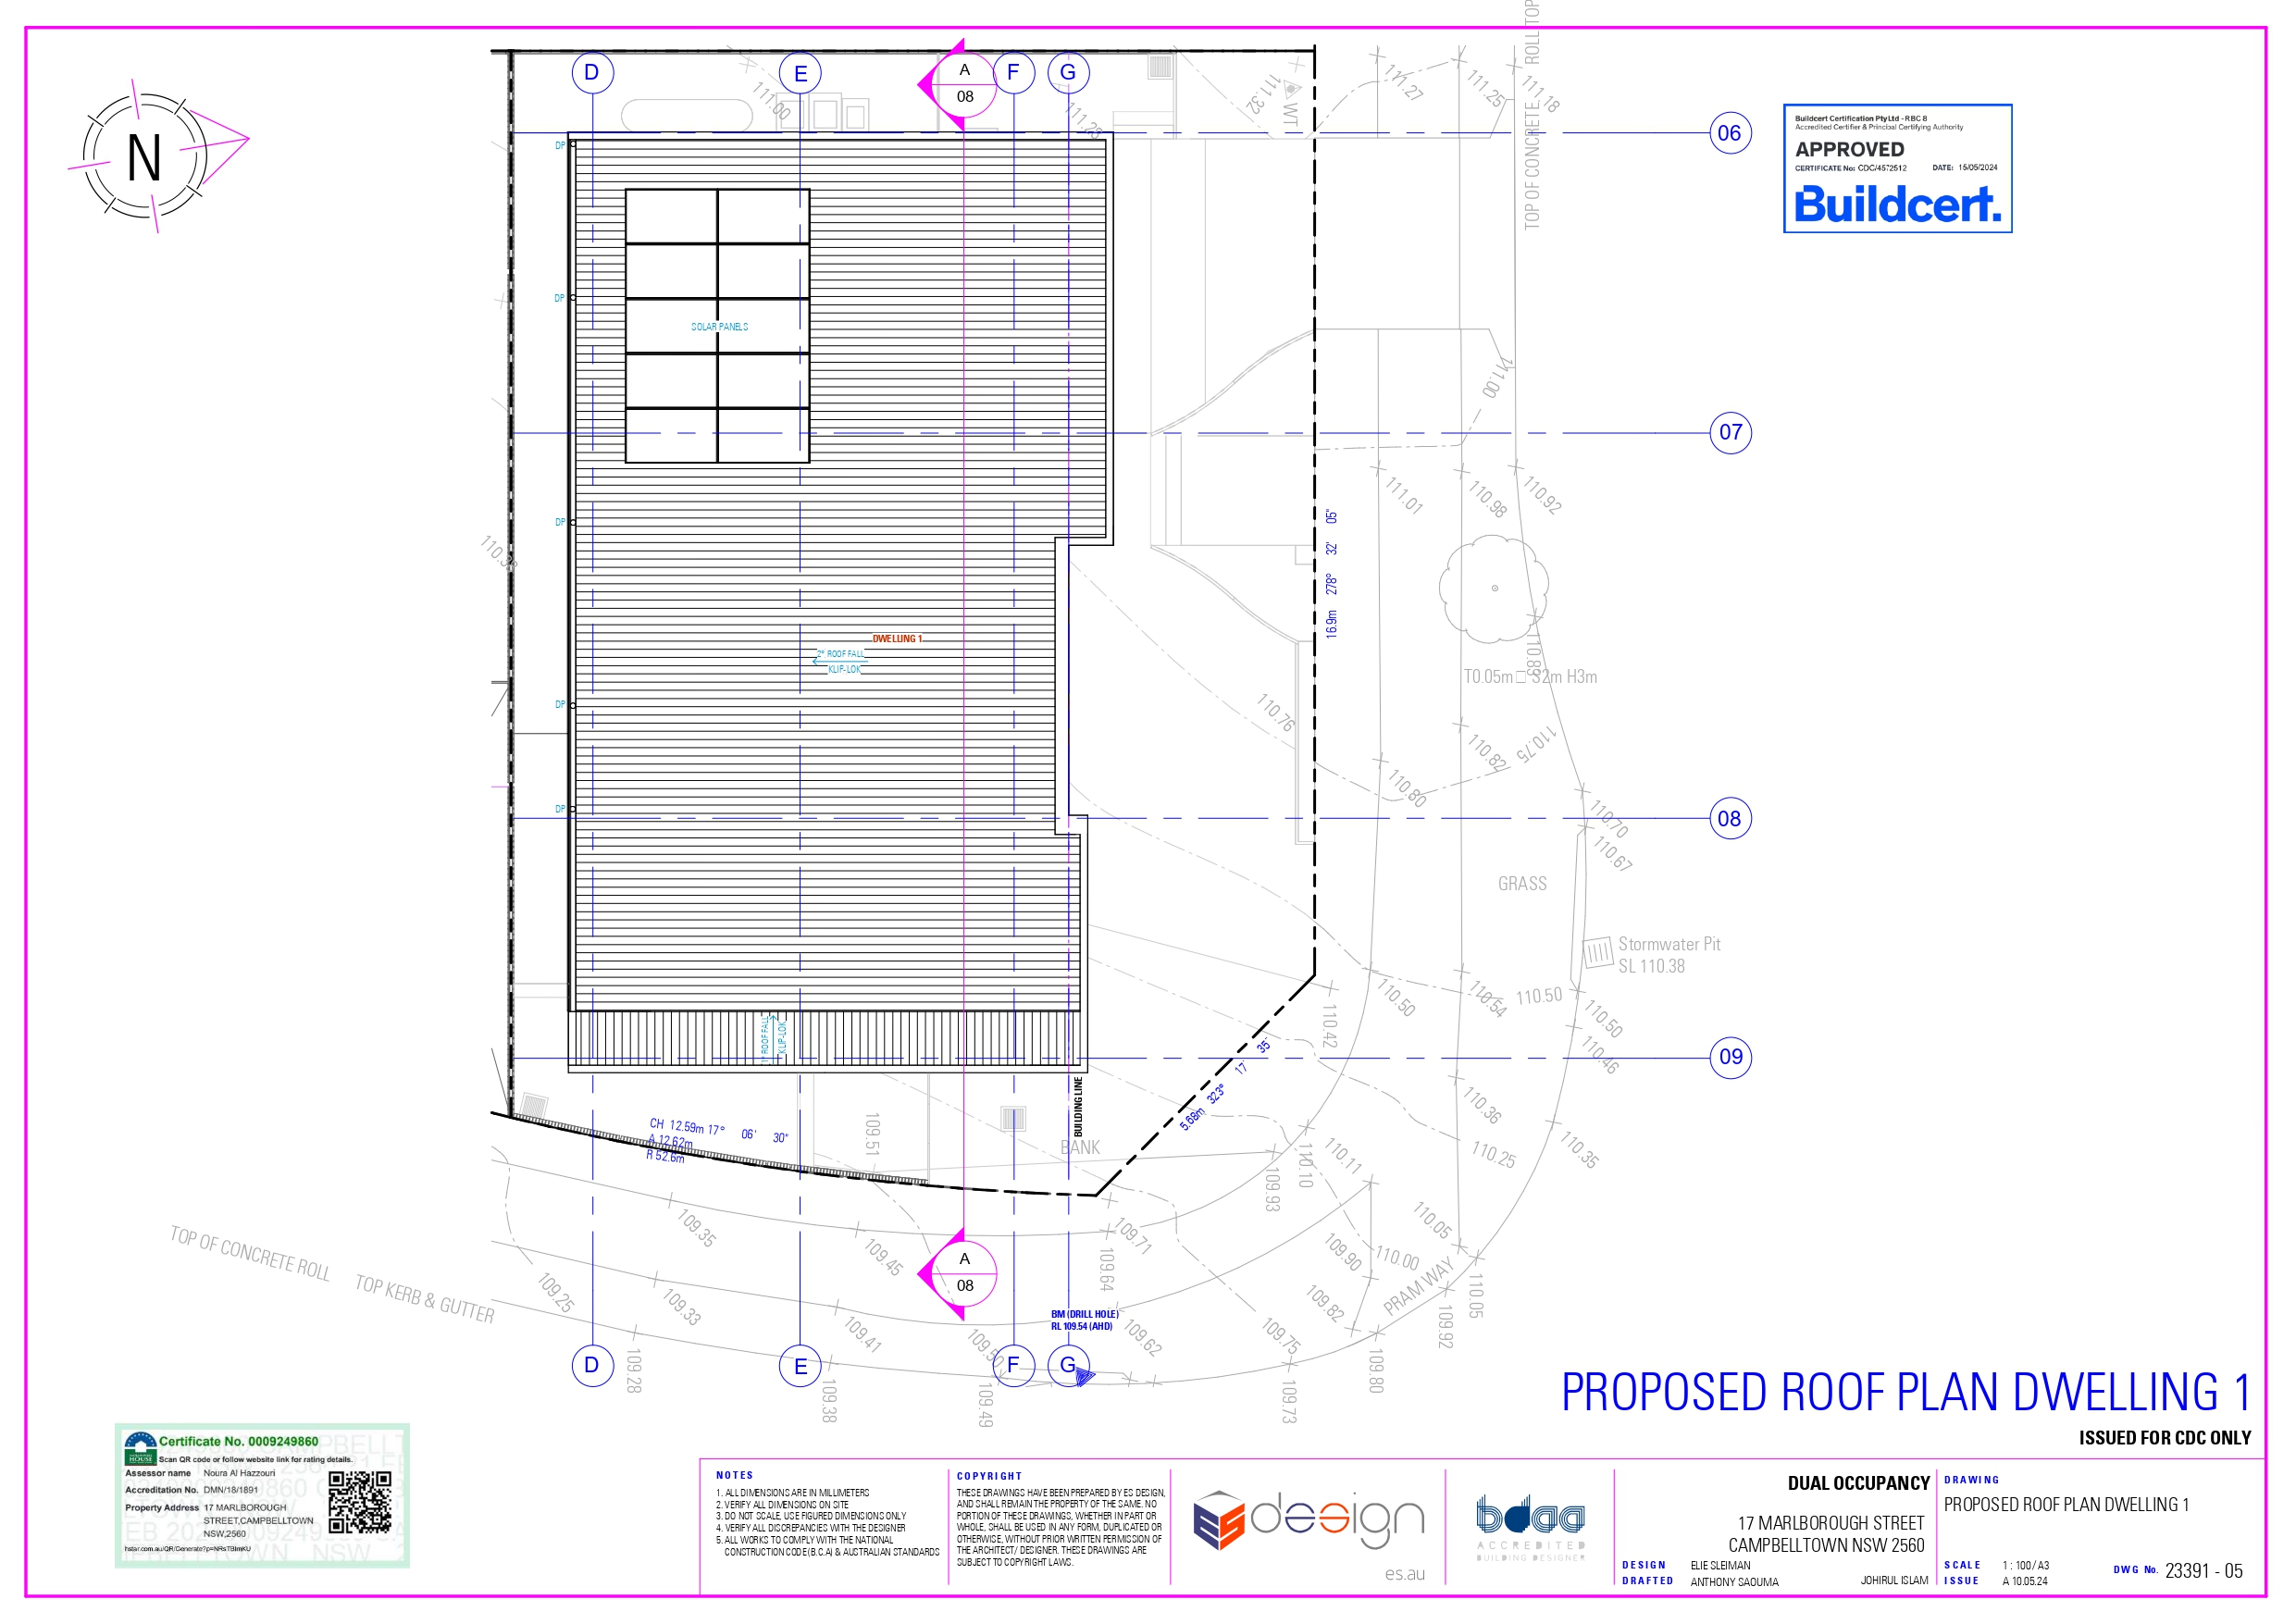 ROLL TOP
TOP OF CONCRETE
N
D
E
A
08
F
G
06
07
08
09
111.00
111.25
111.32
WT
111.27
111.25
111.18
Buildcert Certification Pty Ltd - RBC 8
Accredited Certifier & Principal Certifying Authority
APPROVED
CERTIFICATE No: CDC/4572512 DATE: 15/05/2024
Buildcert.
DP
DP
DP
DP
DP
SOLAR PANELS
111.00
111.01
110.98
110.92
16.9m 278° 32' 05"
DWELLING 1
2° ROOF FALL
KLIP-LOK
110.85
T0.05m S2m H3m
110.76
110.82
110.75
110.80
110.70
110.67
GRASS
Stormwater Pit
SL 110.38
110.50
110.54
110.50
110.50
110.46
110.42
1° ROOF FALL
KLIP-LOK
BUILDING LINE
5.68m 323° 17' 35"
CH 12.59m 17° 06' 30"
A 12.62m
R 52.6m
109.51
BANK
110.36
110.35
110.25
110.11
110.10
109.93
109.35
109.45
109.71
109.64
109.90
110.00
110.05
110.05
PRAM WAY
109.82
109.92
TOP OF CONCRETE ROLL TOP KERB & GUTTER
109.25
109.33
109.41
109.50
109.62
109.75
A
08
BM (DRILL HOLE)
RL 109.54 (AHD)
D
E
F
G
109.28
109.38
109.49
109.73
109.80
PROPOSED ROOF PLAN DWELLING 1
ISSUED FOR CDC ONLY
Certificate No. 0009249860
Scan QR code or follow website link for rating details.
Assessor name Noura Al Hazzouri
Accreditation No. DMN/18/1891
Property Address 17 MARLBOROUGH
STREET,CAMPBELLTOWN
NSW,2560
NOTES
1. ALL DIMENSIONS ARE IN MILLIMETERS
2. VERIFY ALL DIMENSIONS ON SITE
3. DO NOT SCALE, USE FIGURED DIMENSIONS ONLY
4. VERIFY ALL DISCREPANCIES WITH THE DESIGNER
5. ALL WORKS TO COMPLY WITH THE NATIONAL
CONSTRUCTION CODE (B.C.A) & AUSTRALIAN STANDARDS
COPYRIGHT
THESE DRAWINGS HAVE BEEN PREPARED BY ES DESIGN,
AND SHALL REMAIN THE PROPERTY OF THE SAME. NO
PORTION OF THESE DRAWINGS, WHETHER IN PART OR
WHOLE, SHALL BE USED IN ANY FORM, DUPLICATED OR
OTHERWISE, WITHOUT PRIOR WRITTEN PERMISSION OF
THE ARCHITECT/ DESIGNER. THESE DRAWINGS ARE
SUBJECT TO COPYRIGHT LAWS.
ES design
es.au
bdaa
ACCREDITED
BUILDING DESIGNER
DUAL OCCUPANCY
17 MARLBOROUGH STREET
CAMPBELLTOWN NSW 2560
DESIGN ELIE SLEIMAN
DRAFTED ANTHONY SAOUMA JOHIRUL ISLAM
DRAWING
PROPOSED ROOF PLAN DWELLING 1
SCALE 1 : 100/ A3
ISSUE A 10.05.24
DWG No. 23391 - 05